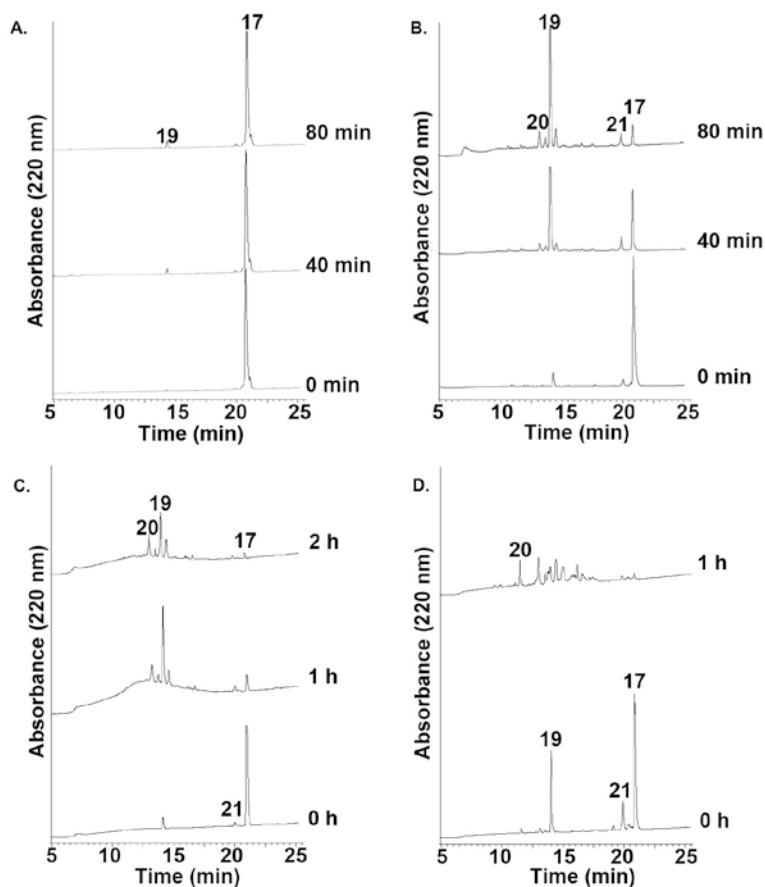 A.
17
19
80 min
40 min
0 min
Absorbance (220 nm)
5 10 15 20 25
Time (min)
B.
19
20
21
17
80 min
40 min
0 min
Absorbance (220 nm)
5 10 15 20 25
Time (min)
C.
19
20
17
2 h
1 h
21
0 h
Absorbance (220 nm)
5 10 15 20 25
Time (min)
D.
20
1 h
17
19
21
0 h
Absorbance (220 nm)
5 10 15 20 25
Time (min)